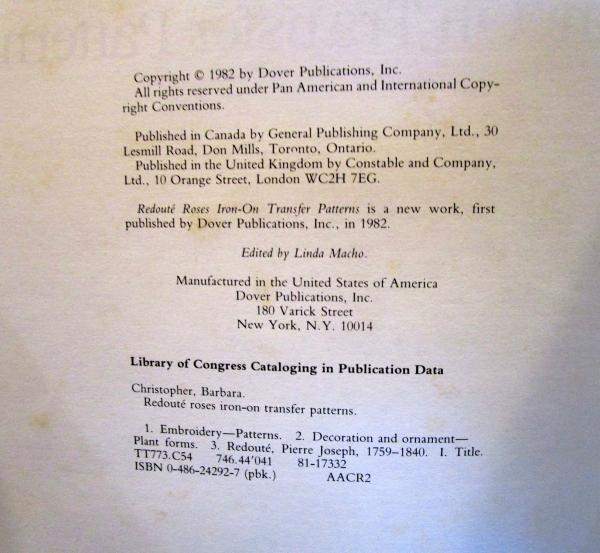 Copyright © 1982 by Dover Publications, Inc.
All rights reserved under Pan American and International Copy-
right Conventions.
Published in Canada by General Publishing Company, Ltd., 30
Lesmill Road, Don Mills, Toronto, Ontario.
Published in the United Kingdom by Constable and Company,
Ltd., 10 Orange Street, London WC2H 7EG.
Redouté Roses Iron-On Transfer Patterns is a new work, first
published by Dover Publications, Inc., in 1982.
Edited by Linda Macho.
Manufactured in the United States of America
Dover Publications, Inc.
180 Varick Street
New York, N.Y. 10014
Library of Congress Cataloging in Publication Data
Christopher, Barbara.
Redouté roses iron-on transfer patterns.
1. Embroidery—Patterns. 2. Decoration and ornament—
Plant forms. 3. Redouté, Pierre Joseph, 1759–1840. I. Title.
TT773.C54 746.44'041 81-17332
ISBN 0-486-24292-7 (pbk.) AACR2